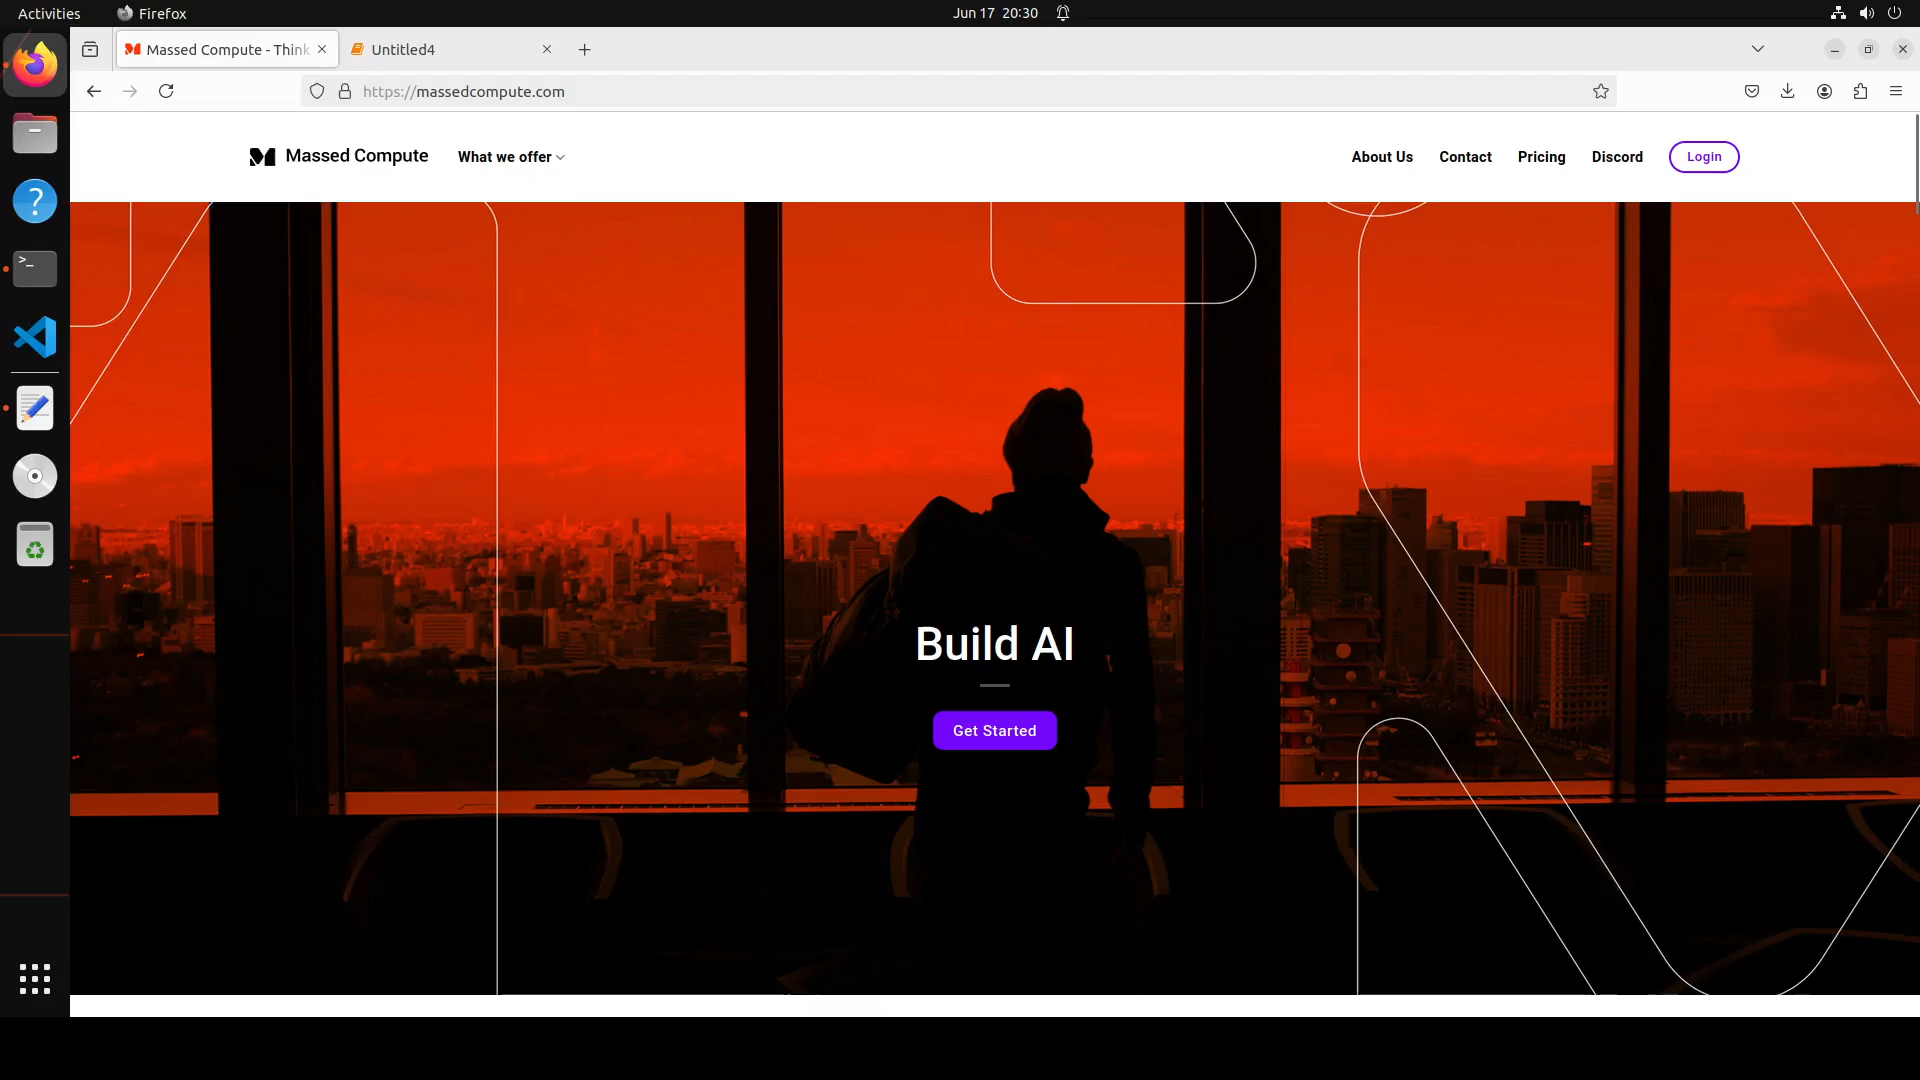 Activities
Firefox
Jun 17 20:30
Massed Compute - Think
Untitled4
https://massedcompute.com
Massed Compute
What we offer
About Us
Contact
Pricing
Discord
Login
Build AI
Get Started